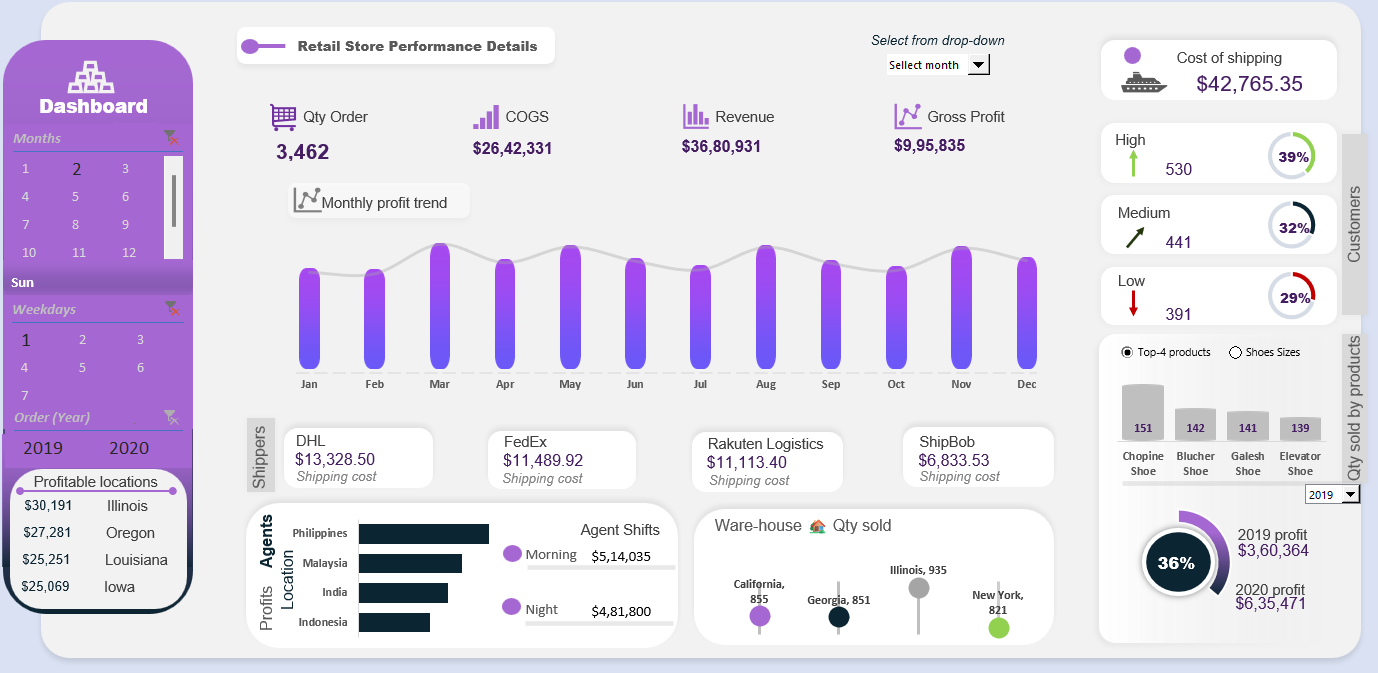 Dashboard
Months
1 2 3
4 5 6
7 8 9
10 11 12
Sun
Weekdays
1 2 3
4 5 6
7
Order (Year)
2019 2020
Profitable locations
$30,191 Illinois
$27,281 Oregon
$25,251 Louisiana
$25,069 Iowa
Retail Store Performance Details
Select from drop-down
Sellect month
Qty Order
3,462
COGS
$26,42,331
Revenue
$36,80,931
Gross Profit
$9,95,835
Monthly profit trend
Jan Feb Mar Apr May Jun Jul Aug Sep Oct Nov Dec
Shippers
DHL
$13,328.50
Shipping cost
FedEx
$11,489.92
Shipping cost
Rakuten Logistics
$11,113.40
Shipping cost
ShipBob
$6,833.53
Shipping cost
Profits
Agents
Location
Philippines
Malaysia
India
Indonesia
Agent Shifts
Morning $5,14,035
Night $4,81,800
Ware-house Qty sold
California,
855
Georgia, 851
Illinois, 935
New York,
821
Cost of shipping
$42,765.35
Customers
High
530
39%
Medium
441
32%
Low
391
29%
Qty sold by products
Top-4 products Shoes Sizes
151 142 141 139
Chopine Blucher Galesh Elevator
Shoe Shoe Shoe Shoe
2019
36%
2019 profit
$3,60,364
2020 profit
$6,35,471